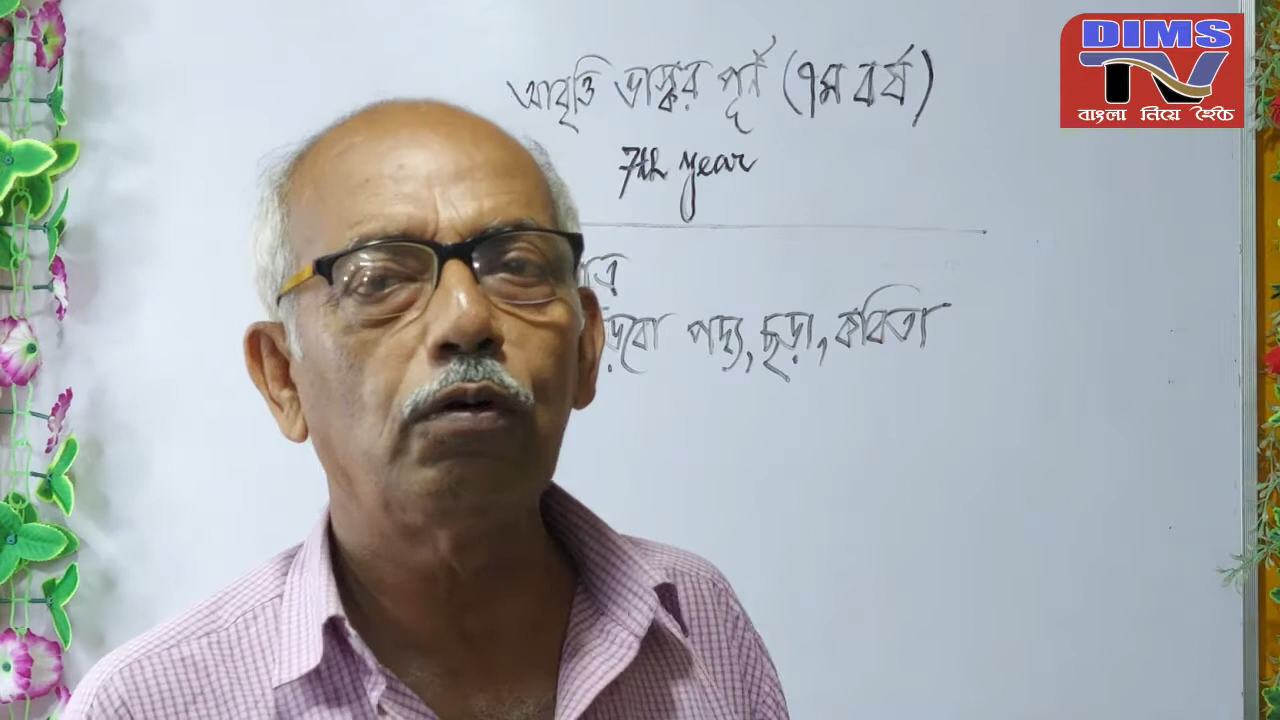 DIMS
TV
বাংলা নিয়ে হৈচৈ
আবৃত্তি ভাস্কর পূর্ন (৭ম বর্ষ)
7th year
পদ্য, ছড়া, কবিতা